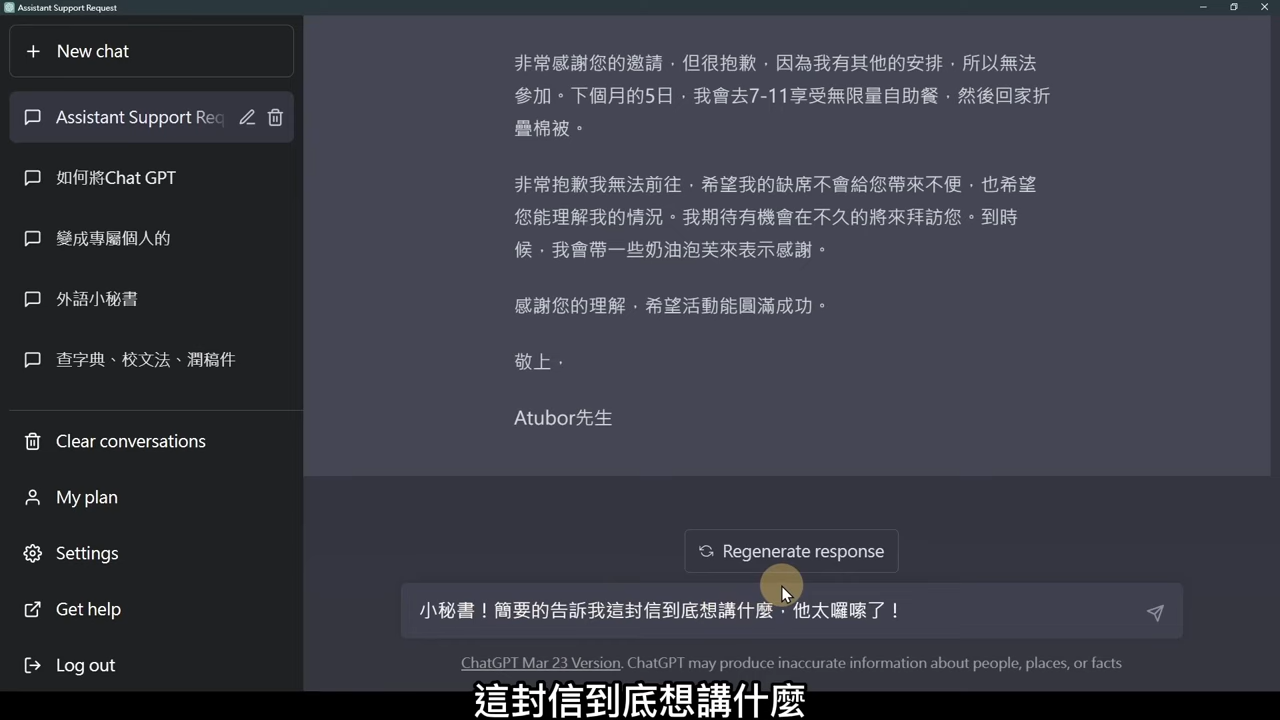 Assistant Support Request
New chat
Assistant Support Req
如何將Chat GPT
變成專屬個人的
外語小秘書
查字典、校文法、潤稿件
Clear conversations
My plan
Settings
Get help
Log out
非常感謝您的邀請，但很抱歉，因為我有其他的安排，所以無法
參加。下個月的5日，我會去7-11享受無限量自助餐，然後回家折
疊棉被。
非常抱歉我無法前往，希望我的缺席不會給您帶來不便，也希望
您能理解我的情況。我期待有機會在不久的將來拜訪您。到時
候，我會帶一些奶油泡芙來表示感謝。
感謝您的理解，希望活動能圓滿成功。
敬上，
Atubor先生
Regenerate response
小秘書！簡要的告訴我這封信到底想講什麼，他太囉嗦了！
ChatGPT Mar 23 Version. ChatGPT may produce inaccurate information about people, places, or facts
這封信到底想講什麼